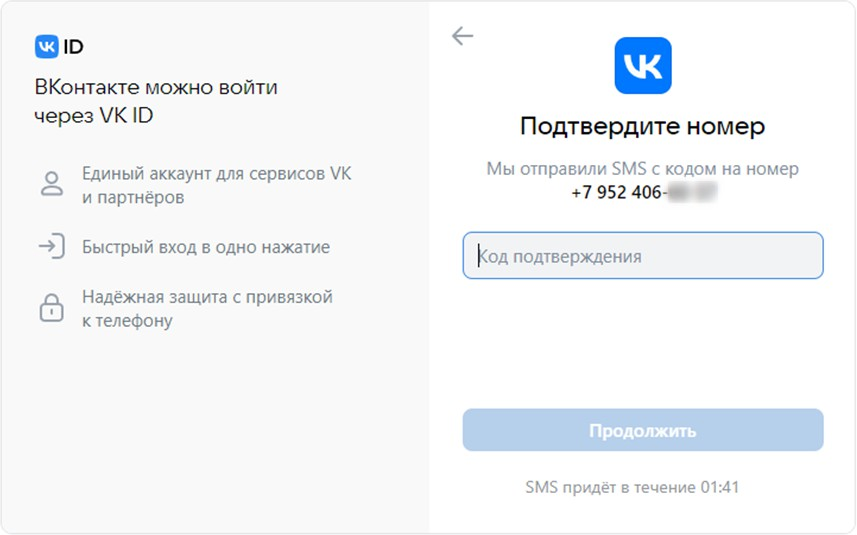 VK ID
ВКонтакте можно войти
через VK ID
Единый аккаунт для сервисов VK
и партнёров
Быстрый вход в одно нажатие
Надёжная защита с привязкой
к телефону
VK
Подтвердите номер
Мы отправили SMS с кодом на номер
+7 952 406-
Код подтверждения
Продолжить
SMS придёт в течение 01:41